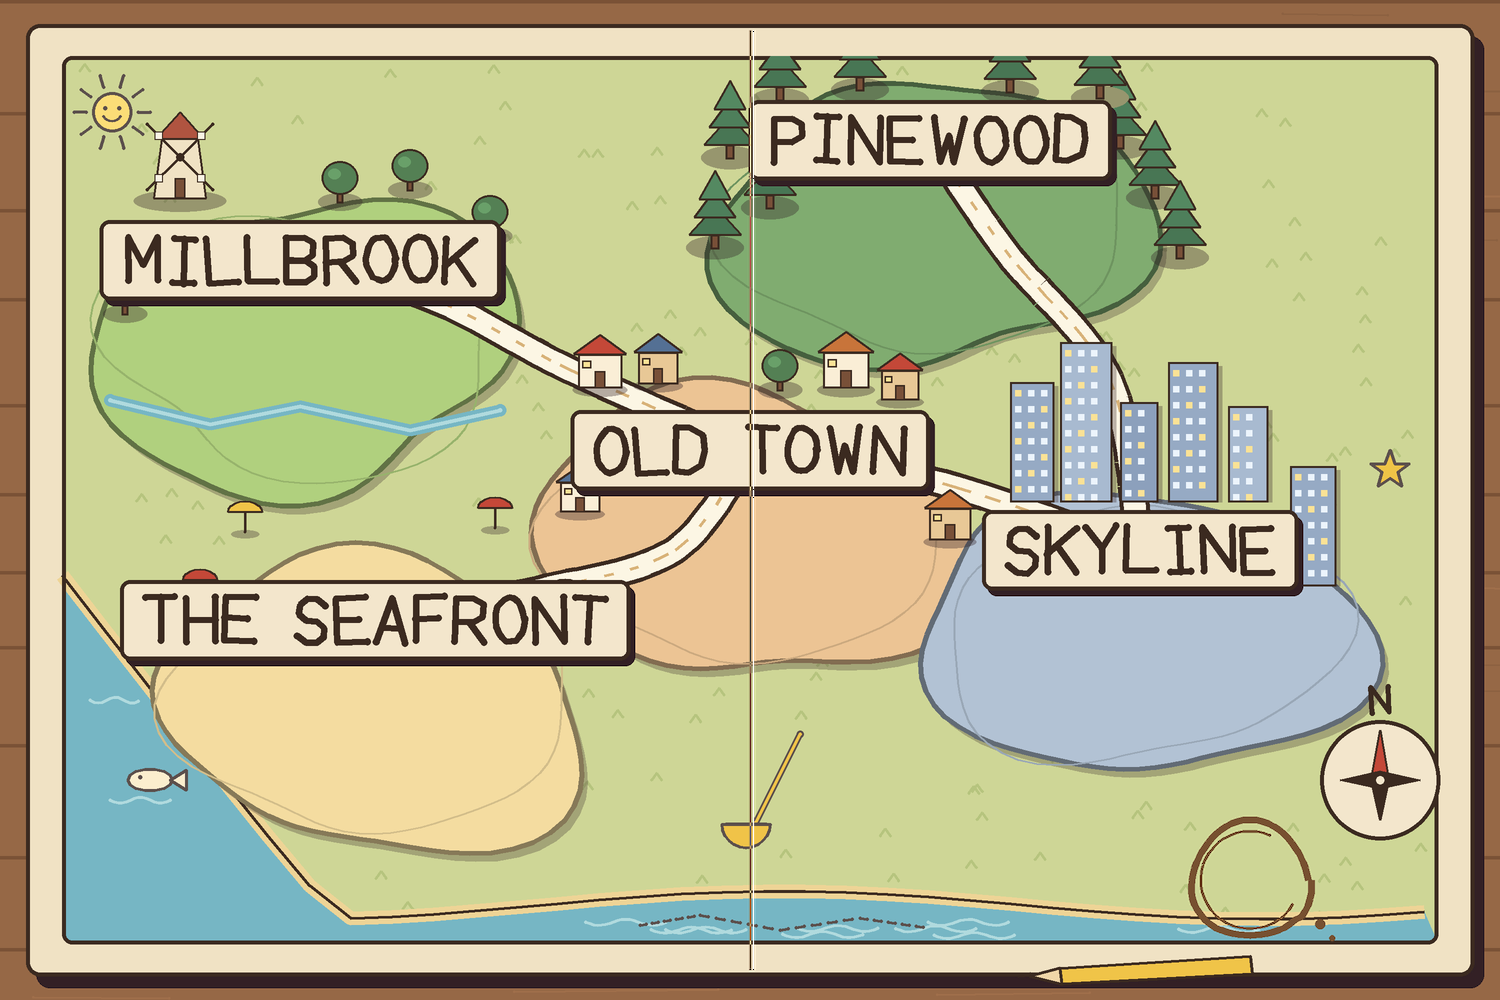 PINEWOOD
MILLBROOK
OLD TOWN
SKYLINE
THE SEAFRONT
N